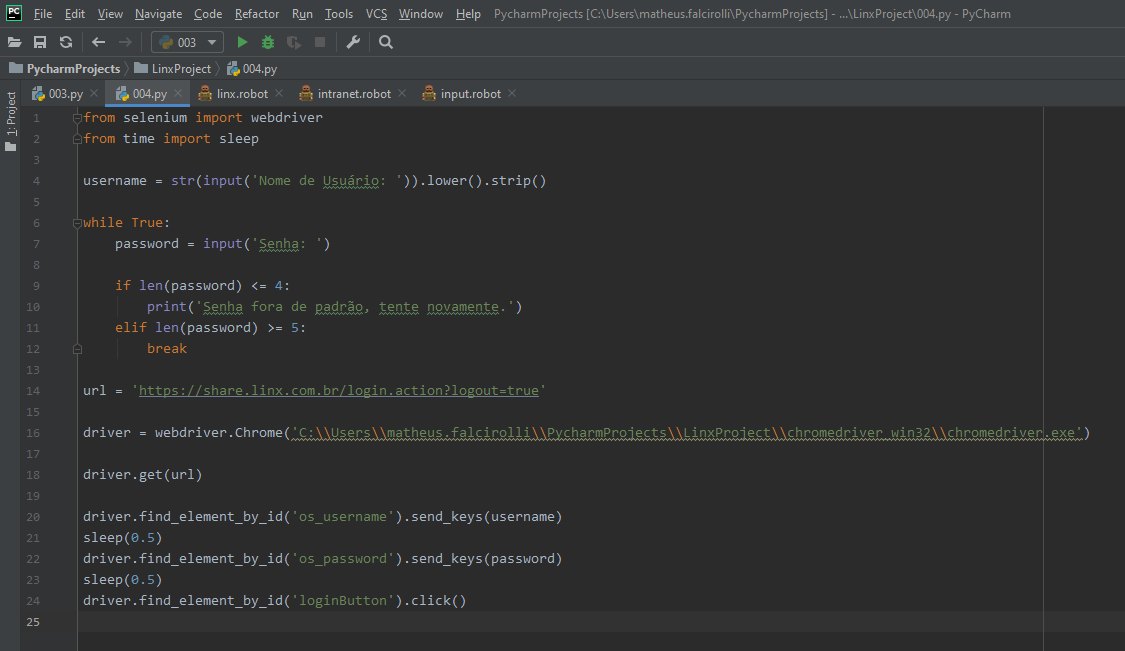 PC File Edit View Navigate Code Refactor Run Tools VCS Window Help PycharmProjects [C:\Users\matheus.falcirolli\PycharmProjects] - ...\LinxProject\004.py - PyCharm
003
PycharmProjects LinxProject 004.py
1: Project
003.py 004.py linx.robot intranet.robot input.robot
1 from selenium import webdriver
2 from time import sleep
3
4 username = str(input('Nome de Usuário: ')).lower().strip()
5
6 while True:
7     password = input('Senha: ')
8
9     if len(password) <= 4:
10         print('Senha fora de padrão, tente novamente.')
11     elif len(password) >= 5:
12         break
13
14 url = 'https://share.linx.com.br/login.action?logout=true'
15
16 driver = webdriver.Chrome('C:\\Users\\matheus.falcirolli\\PycharmProjects\\LinxProject\\chromedriver_win32\\chromedriver.exe')
17
18 driver.get(url)
19
20 driver.find_element_by_id('os_username').send_keys(username)
21 sleep(0.5)
22 driver.find_element_by_id('os_password').send_keys(password)
23 sleep(0.5)
24 driver.find_element_by_id('loginButton').click()
25